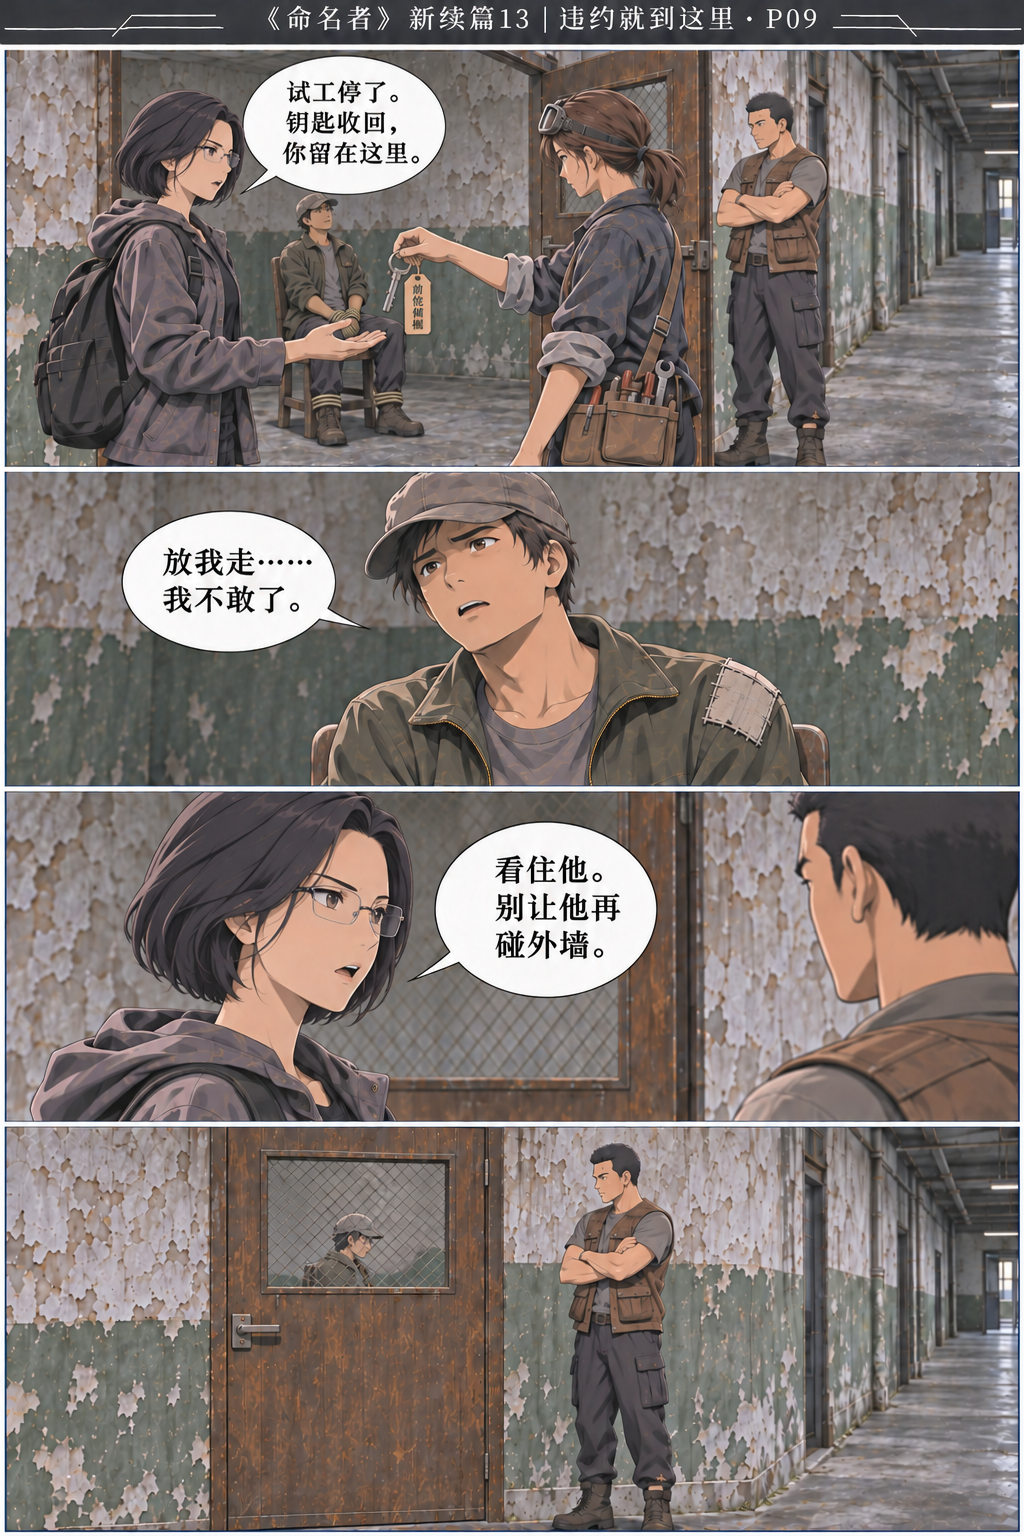 《命名者》新续篇13 | 违约就到这里·P09
试工停了。
钥匙收回，
你留在这里。
放我走……
我不敢了。
看住他。
别让他再
碰外墙。